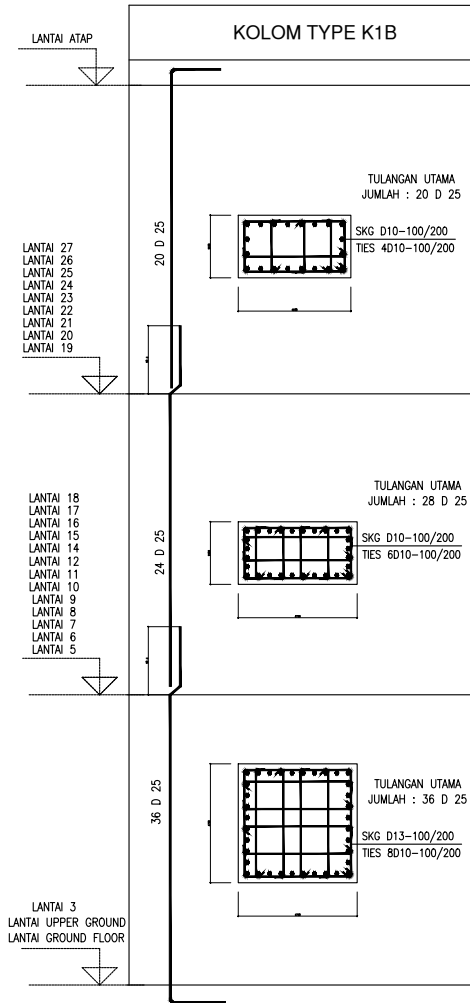 KOLOM TYPE K1B
LANTAI ATAP
TULANGAN UTAMA
JUMLAH : 20 D 25
20 D 25
SKG D10-100/200
TIES 4D10-100/200
LANTAI 27
LANTAI 26
LANTAI 25
LANTAI 24
LANTAI 23
LANTAI 22
LANTAI 21
LANTAI 20
LANTAI 19
TULANGAN UTAMA
JUMLAH : 28 D 25
24 D 25
SKG D10-100/200
TIES 6D10-100/200
LANTAI 18
LANTAI 17
LANTAI 16
LANTAI 15
LANTAI 14
LANTAI 12
LANTAI 11
LANTAI 10
LANTAI 9
LANTAI 8
LANTAI 7
LANTAI 6
LANTAI 5
TULANGAN UTAMA
JUMLAH : 36 D 25
36 D 25
SKG D13-100/200
TIES 8D10-100/200
LANTAI 3
LANTAI UPPER GROUND
LANTAI GROUND FLOOR